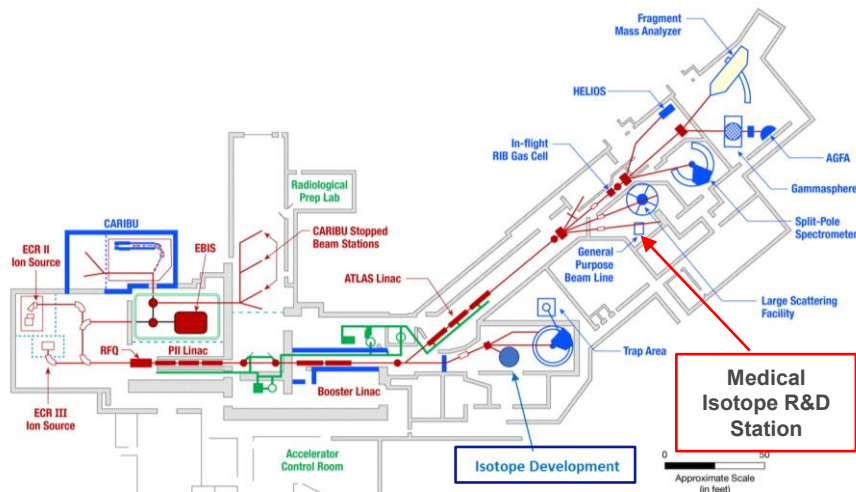 Fragment
Mass Analyzer
HELIOS
In-flight
RIB Gas Cell
AGFA
Gammasphere
Split-Pole
Spectrometer
Radiological
Prep Lab
CARIBU
EBIS
CARIBU Stopped
Beam Stations
ECR II
Ion Source
General
Purpose
Beam Line
ATLAS Linac
Large Scattering
Facility
RFQ
PII Linac
Trap Area
Booster Linac
ECR III
Ion Source
Medical
Isotope R&D
Station
Accelerator
Control Room
Isotope Development
0
50
Approximate Scale
(in feet)